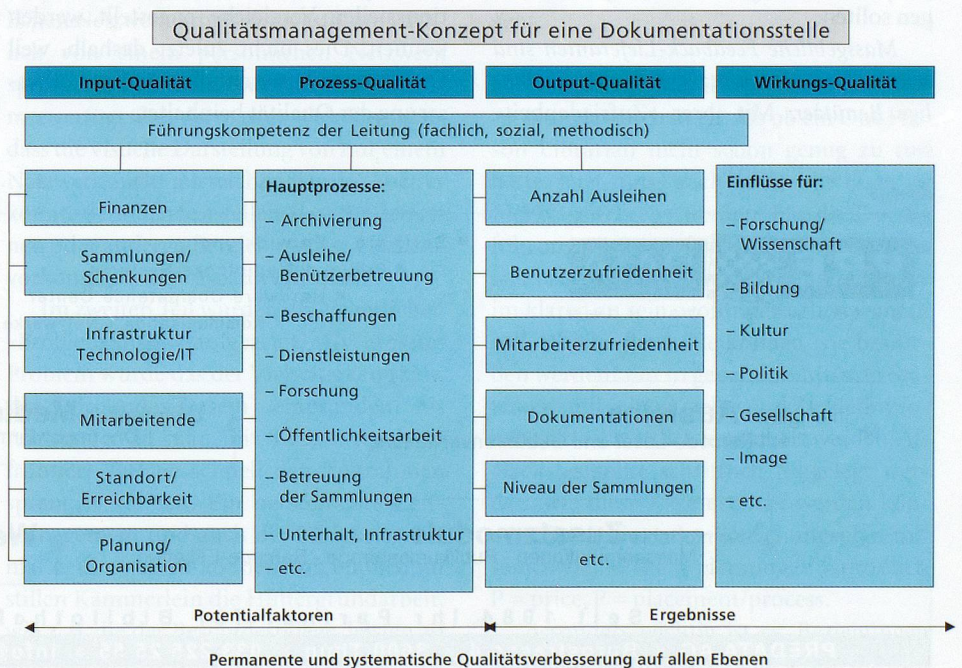 gen solll
Qualitätsmanagement-Konzept für eine Dokumentationsstelle
Input-Qualität
Prozess-Qualität
Output-Qualität
Wirkungs-Qualität
Führungskompetenz der Leitung (fachlich, sozial, methodisch)
Finanzen
Sammlungen/
Schenkungen
Infrastruktur
Technologie/IT
Mitarbeitende
Standort/
Erreichbarkeit
Planung/
Organisation
Hauptprozesse:
– Archivierung
– Ausleihe/
Benützerbetreuung
– Beschaffungen
– Dienstleistungen
– Forschung
– Öffentlichkeitsarbeit
– Betreuung
der Sammlungen
– Unterhalt, Infrastruktur
– etc.
Anzahl Ausleihen
Benutzerzufriedenheit
Mitarbeiterzufriedenheit
Dokumentationen
Niveau der Sammlungen
etc.
Einflüsse für:
– Forschung/
Wissenschaft
– Bildung
– Kultur
– Politik
– Gesellschaft
– Image
– etc.
Potentialfaktoren
Ergebnisse
Permanente und systematische Qualitätsverbesserung auf allen Ebenen